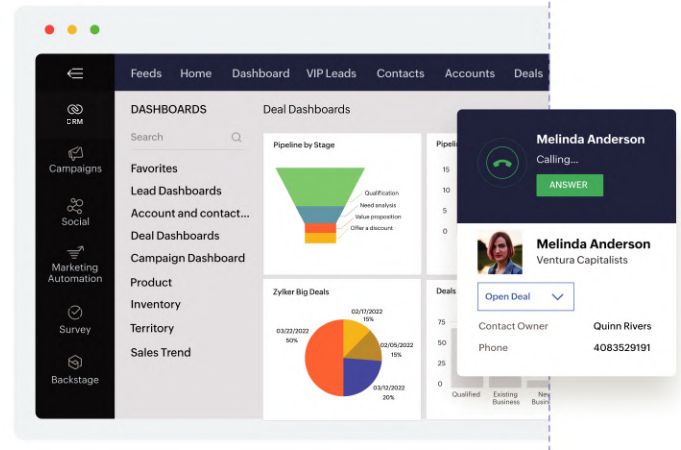 Feeds Home Dashboard VIP Leads Contacts Accounts Deals
CRM
Campaigns
Social
Marketing
Automation
Survey
Backstage
DASHBOARDS
Search
Favorites
Lead Dashboards
Account and contact...
Deal Dashboards
Campaign Dashboard
Product
Inventory
Territory
Sales Trend
Deal Dashboards
Pipeline by Stage
Qualification
Need analysis
Value proposition
Offer a discount
Pipeli
15
10
5
0
Zylker Big Deals
02/17/2022
15%
03/22/2022
50%
02/05/2022
15%
03/12/2022
20%
Deals
75
50
25
0
Qualified
Existing
Business
New
Busin
Melinda Anderson
Calling...
ANSWER
Melinda Anderson
Ventura Capitalists
Open Deal
Contact Owner Quinn Rivers
Phone 4083529191